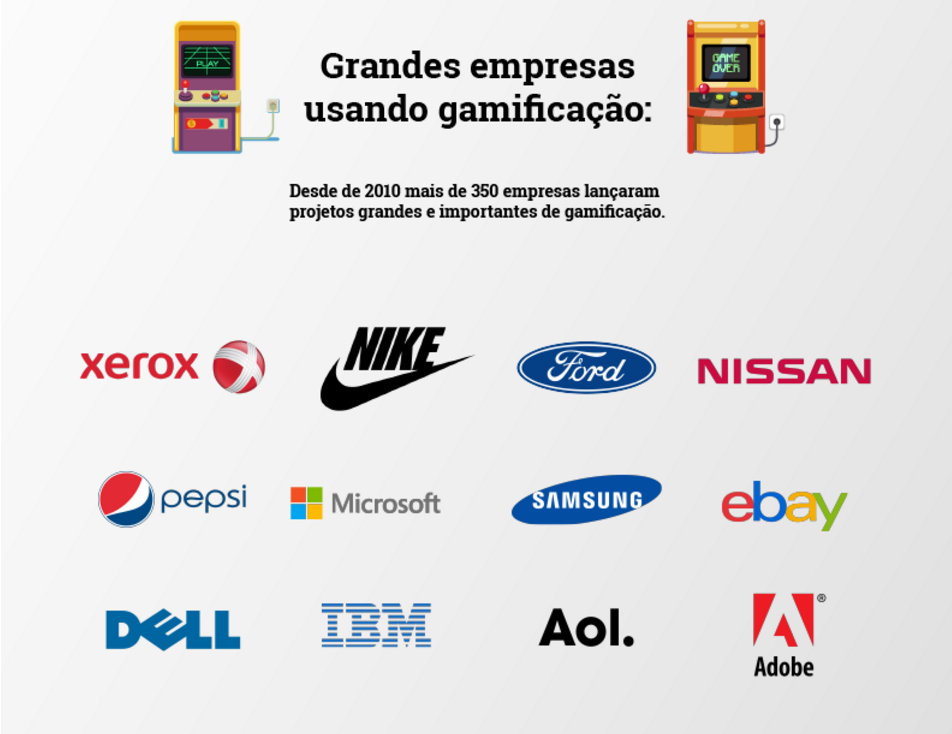 PLAY
Grandes empresas
usando gamificação:
GAME
OVER
Desde de 2010 mais de 350 empresas lançaram
projetos grandes e importantes de gamificação.
xerox
NIKE
Ford
NISSAN
pepsi
Microsoft
SAMSUNG
ebay
DELL
IBM
Aol.
Adobe®